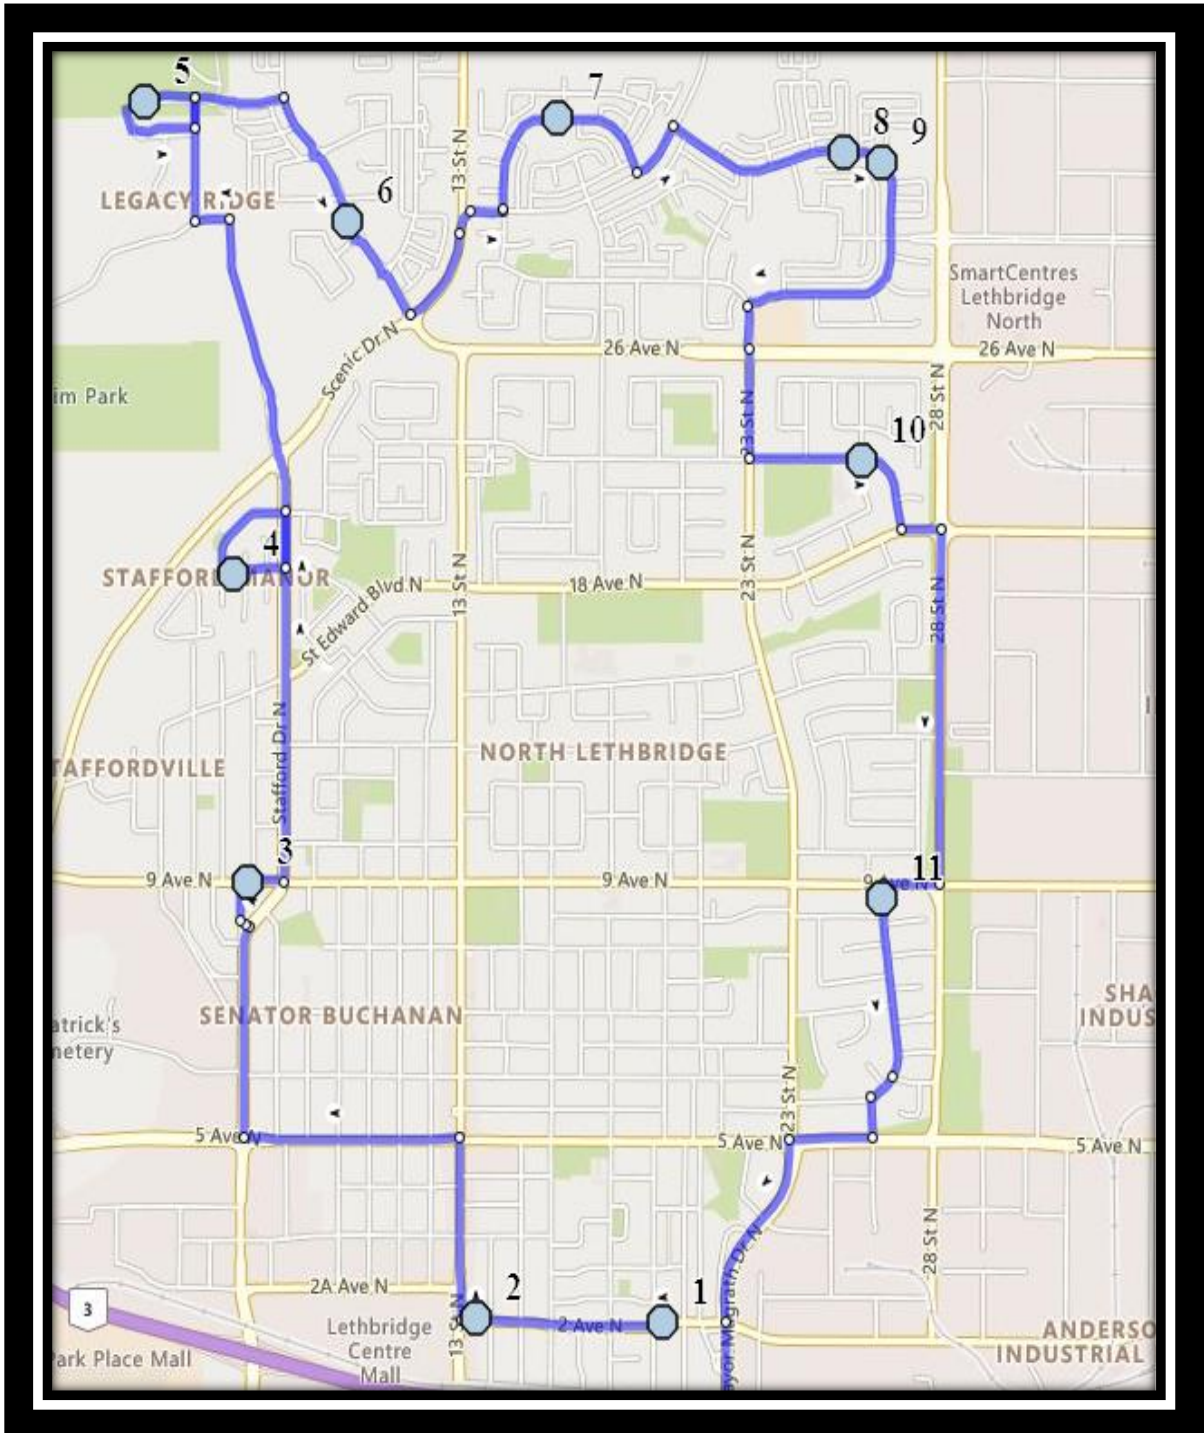 5
7
8
9
13 St N
6
LEGACY RIDGE
SmartCentres
Lethbridge
North
Scenic Dr N
26 Ave N
26 Ave N
im Park
23 St N
28 St N
10
4
STAFFORD MANOR
St Edward Blvd N
13 St N
18 Ave N
23 St N
28 St N
Stafford Dr N
NORTH LETHBRIDGE
TAFFORDVILLE
3
9 Ave N
9 Ave N
9 Ave N
11
SENATOR BUCHANAN
atrick's
metery
SHA
INDUS
23 St N
5 Ave N
5 Ave N
5 Ave N
28 St N
2A Ave N
2
1
3
13 St N
2 Ave N
ayor Magrath Dr N
Lethbridge
Centre
Mall
Park Place Mall
ANDERSO
INDUSTRIAL